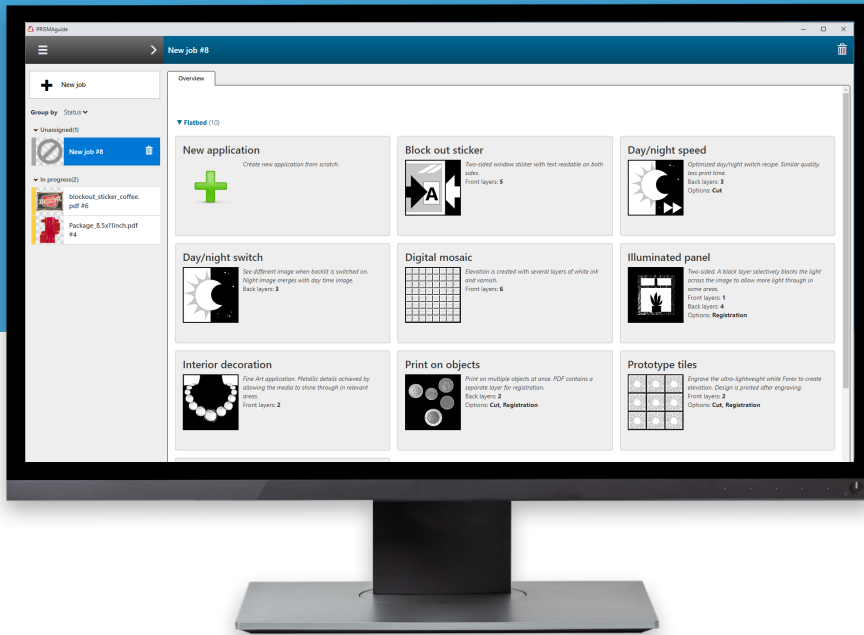 PRISMAguide
New job #8
New job
Group by Status
Unassigned(1)
New job #8
In progress(2)
blockout_sticker_coffee.
pdf #6
Package_8.5x11inch.pdf
#4
Overview
Flatbed (10)
New application
Create new application from scratch.
Block out sticker
Two-sided window sticker with text readable on both
sides.
Front layers: 5
A
Day/night speed
Optimized day/night switch recipe. Similar quality,
less print time.
Back layers: 3
Options: Cut
Day/night switch
See different image when backlit is switched on.
Night image merges with day time image.
Back layers: 3
Digital mosaic
Elevation is created with several layers of white ink
and varnish.
Front layers: 6
Illuminated panel
Two-sided. A black layer selectively blocks the light
across the image to allow more light through in
some areas.
Front layers: 1
Back layers: 4
Options: Registration
Interior decoration
Fine Art application. Metallic details achieved by
allowing the media to shine through in relevant
areas.
Front layers: 2
Print on objects
Print on multiple objects at once. PDF contains a
separate layer for registration.
Back layers: 2
Options: Cut, Registration
Prototype tiles
Engrave the ultra-lightweight white Forex to create
elevation. Design is printed after engraving.
Front layers: 2
Options: Cut, Registration